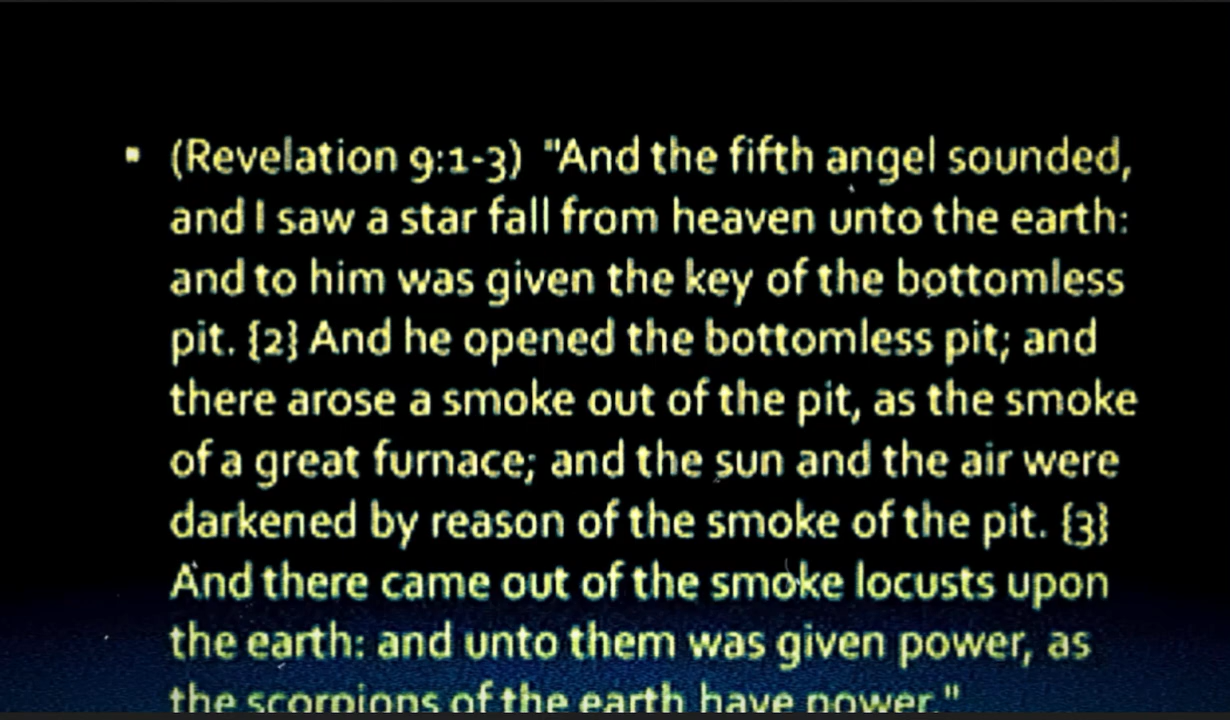 ▪ (Revelation 9:1-3) "And the fifth angel sounded,
and I saw a star fall from heaven unto the earth:
and to him was given the key of the bottomless
pit. {2} And he opened the bottomless pit; and
there arose a smoke out of the pit, as the smoke
of a great furnace; and the sun and the air were
darkened by reason of the smoke of the pit. {3}
And there came out of the smoke locusts upon
the earth: and unto them was given power, as
the scorpions of the earth have power."